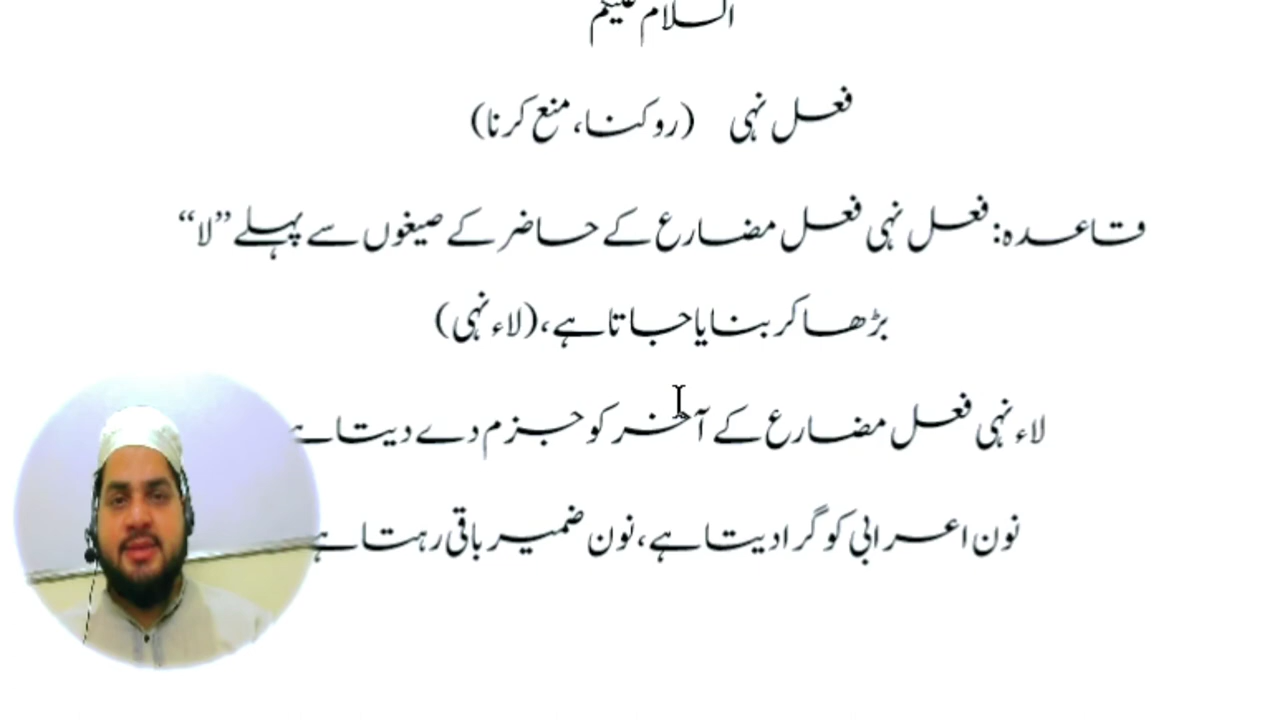 السلام علیکم
فعل نہی (روکنا، منع کرنا)
قاعدہ: فعل نہی فعل مضارع کے حاضر کے صیغوں سے پہلے ”لا“
بڑھا کر بنایا جاتا ہے، (لاء نہی)
لاء نہی فعل مضارع کے آخر کو جزم دے دیتا ہے
نون اعرابی کو گرا دیتا ہے، نون ضمیر باقی رہتا ہے